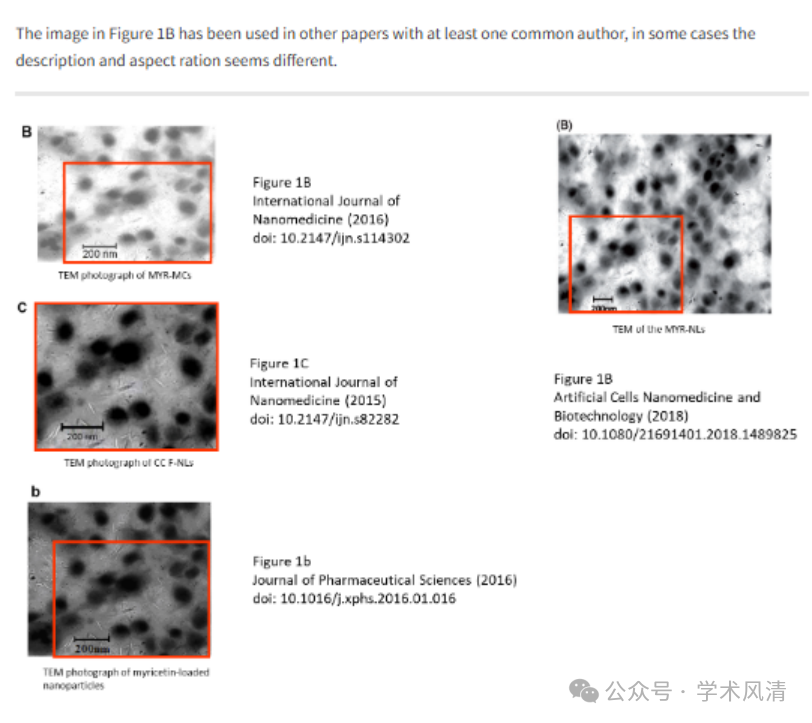 The image in Figure 1B has been used in other papers with at least one common author, in some cases the
description and aspect ration seems different.
B
200 nm
TEM photograph of MYR-MCs
Figure 1B
International Journal of
Nanomedicine (2016)
doi: 10.2147/ijn.s114302
C
200 nm
TEM photograph of CC F-NLs
Figure 1C
International Journal of
Nanomedicine (2015)
doi: 10.2147/ijn.s82282
b
200nm
TEM photograph of myricetin-loaded
nanoparticles
Figure 1b
Journal of Pharmaceutical Sciences (2016)
doi: 10.1016/j.xphs.2016.01.016
(B)
200nm
TEM of the MYR-NLs
Figure 1B
Artificial Cells Nanomedicine and
Biotechnology (2018)
doi: 10.1080/21691401.2018.1489825
公众号 · 学术风清